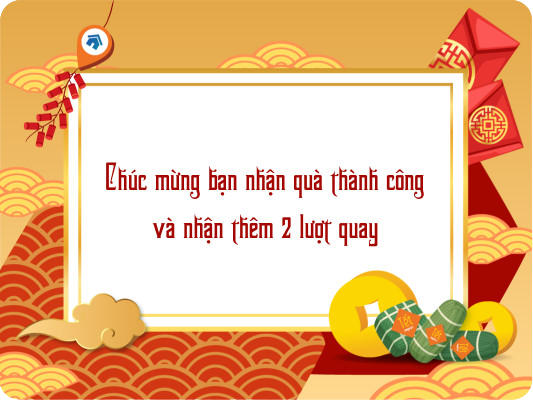 Chúc mừng bạn nhận quà thành công
và nhận thêm 2 lượt quay